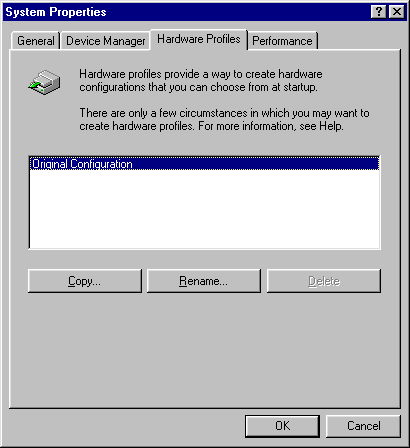 System Properties
General Device Manager Hardware Profiles Performance
Hardware profiles provide a way to create hardware
configurations that you can choose from at startup.
There are only a few circumstances in which you may want to
create hardware profiles. For more information, see Help.
Original Configuration
Copy... Rename... Delete
OK Cancel